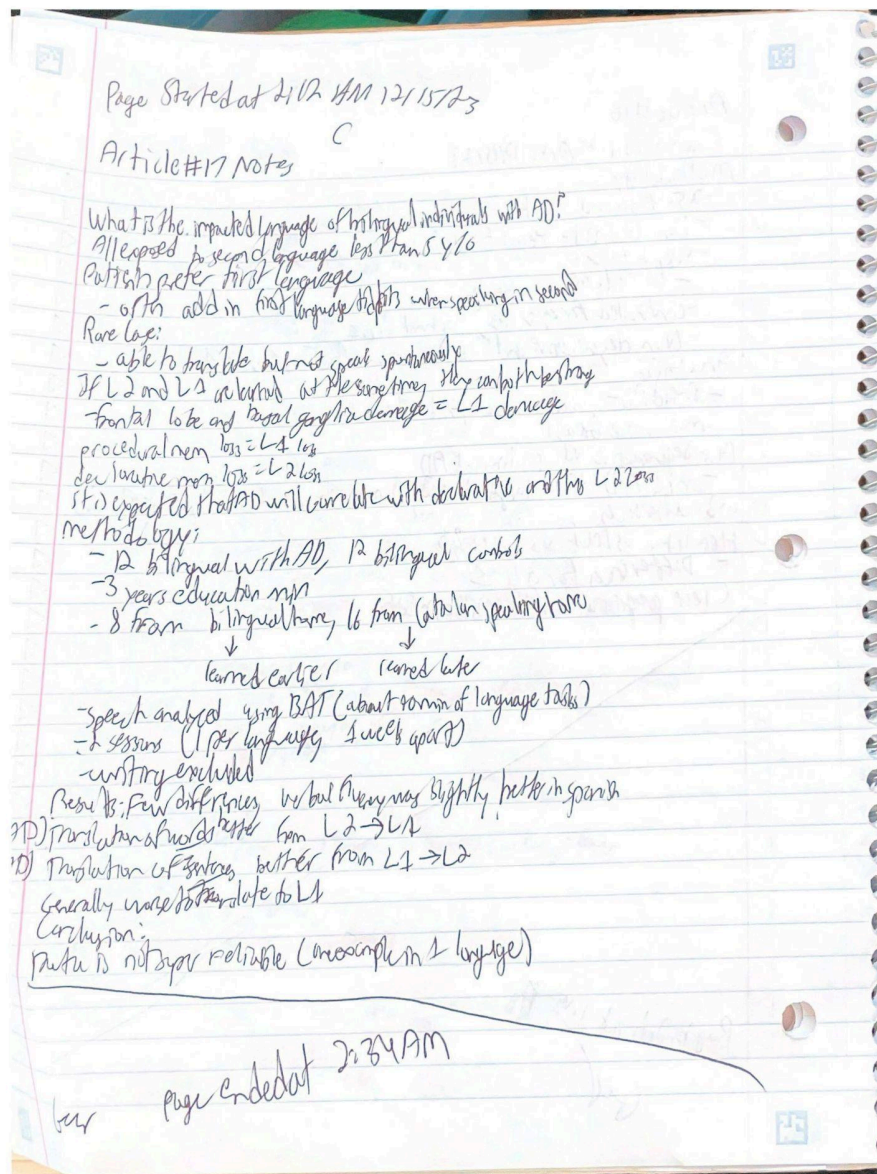 Page Started at 2:12 AM 12/15/23
C
Article #17 Notes
What is the impacted language of bilingual individuals with AD?
All exposed to second language less than 5 y/o
Patients prefer first language
- often add in first language tidbits when speaking in second
Rare Case:
- able to translate but not speak spontaneously
If L2 and L1 are learned at the same time, they can both be strong
- frontal lobe and basal ganglia damage = L1 damage
procedural mem loss = L1 loss
declarative mem loss = L2 loss
it is expected that AD will correlate with declarative and thus L2 loss
methodology:
- 12 bilingual with AD, 12 bilingual controls
- 3 years education min
- 8 from bilingual home, 16 from Catalan speaking home
↓ ↓
learned earlier learned later
- speech analyzed using BAT (about min of language tasks)
- 2 sessions (1 per language, 1 week apart)
- writing excluded
Results: Few differences, verbal fluency was slightly better in spanish
AD) Translation of words better from L2 → L1
AD) Translation of sentences better from L1 → L2
Generally worse to translate to L1
Conclusion:
Data is not super reliable (one example in 1 language)
page ended at 2:34 AM